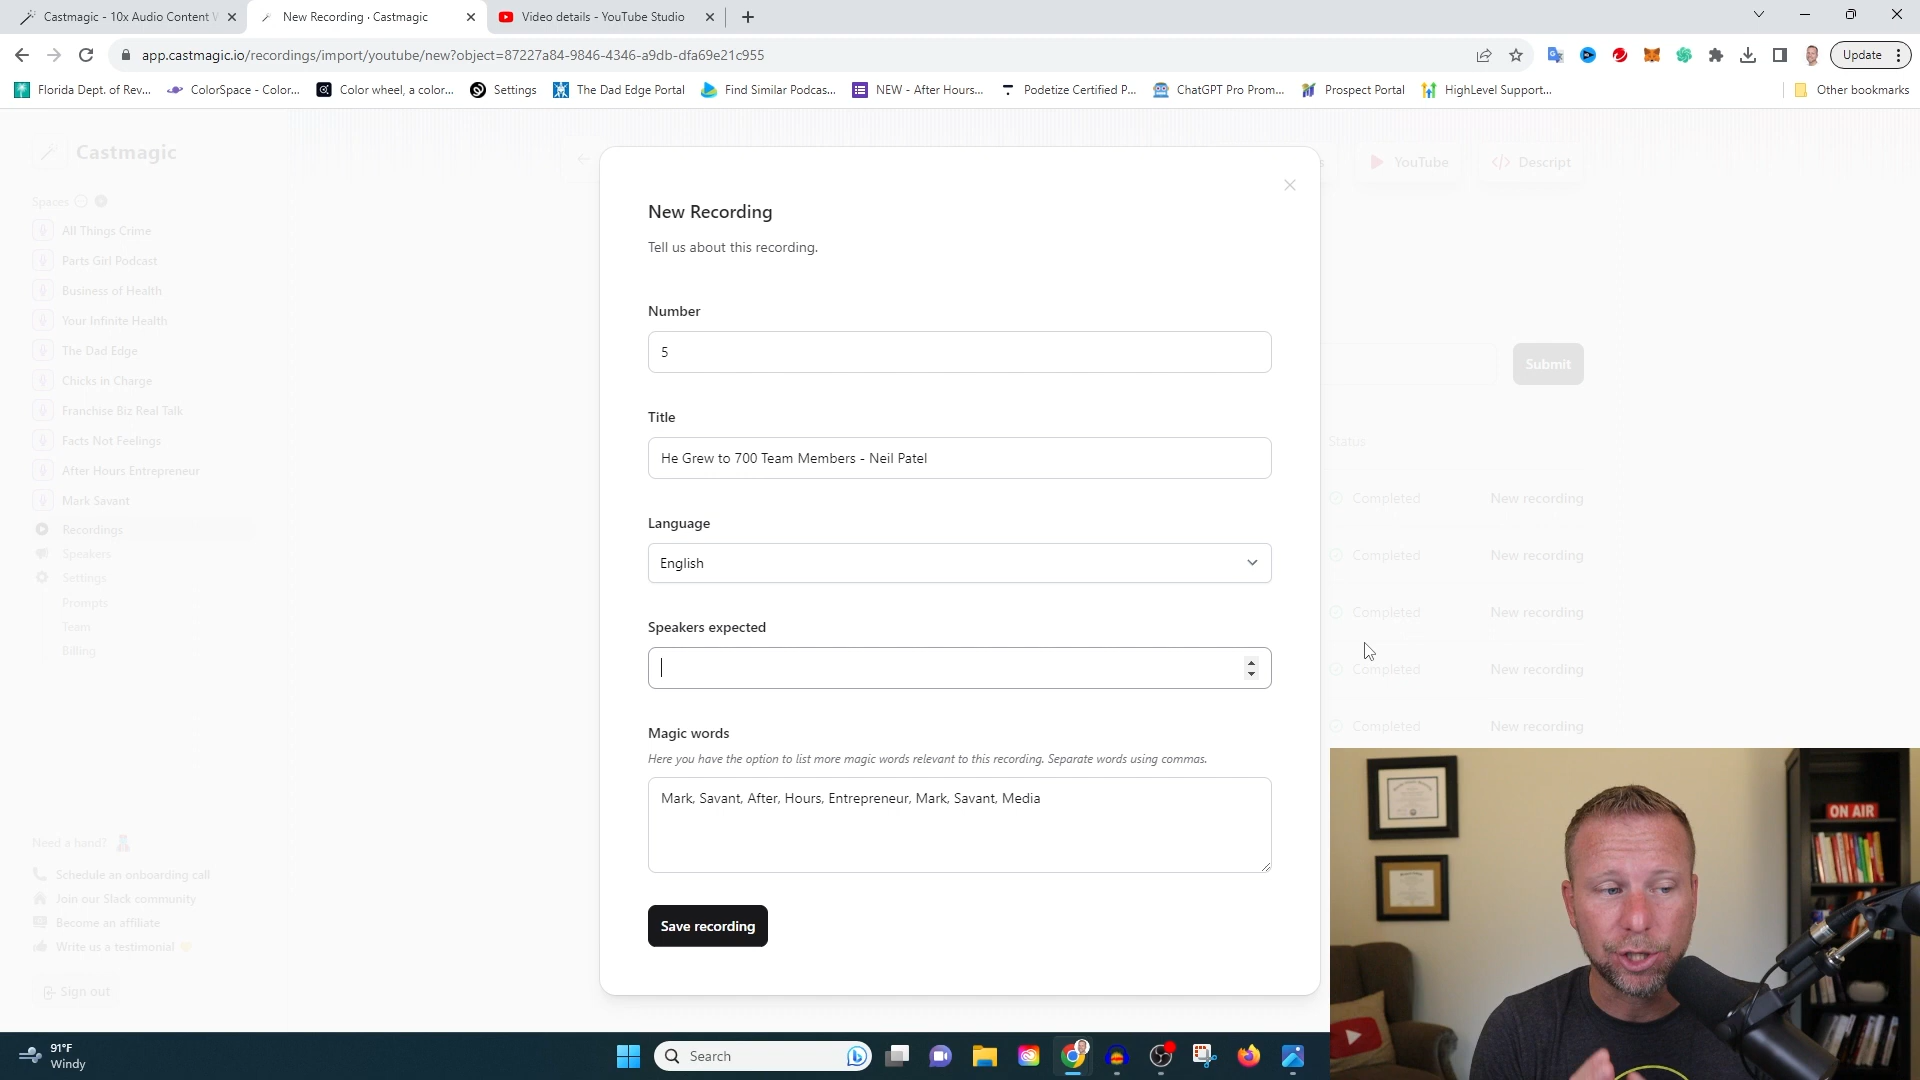 Castmagic - 10x Audio Content W
New Recording · Castmagic
Video details - YouTube Studio
app.castmagic.io/recordings/import/youtube/new?object=87227a84-9846-4346-a9db-dfa69e21c955
Update
Florida Dept. of Rev...
ColorSpace - Color...
Color wheel, a color...
Settings
The Dad Edge Portal
Find Similar Podcas...
NEW - After Hours...
Podetize Certified P...
ChatGPT Pro Prom...
Prospect Portal
HighLevel Support...
Other bookmarks
Castmagic
Spaces
All Things Crime
Parts Girl Podcast
Business of Health
Your Infinite Health
The Dad Edge
Chicks in Charge
Franchise Biz Real Talk
Facts Not Feelings
After Hours Entrepreneur
Mark Savant
Recordings
Speakers
Settings
Prompts
Team
Billing
Need a hand?
Schedule an onboarding call
Join our Slack community
Become an affiliate
Write us a testimonial
Sign out
New Recording
Tell us about this recording.
Number
5
Title
He Grew to 700 Team Members - Neil Patel
Language
English
Speakers expected
Magic words
Here you have the option to list more magic words relevant to this recording. Separate words using commas.
Mark, Savant, After, Hours, Entrepreneur, Mark, Savant, Media
Save recording
YouTube
Descript
Submit
Status
Completed New recording
Completed New recording
Completed New recording
Completed New recording
Completed New recording
ON AIR
91°F
Windy
Search